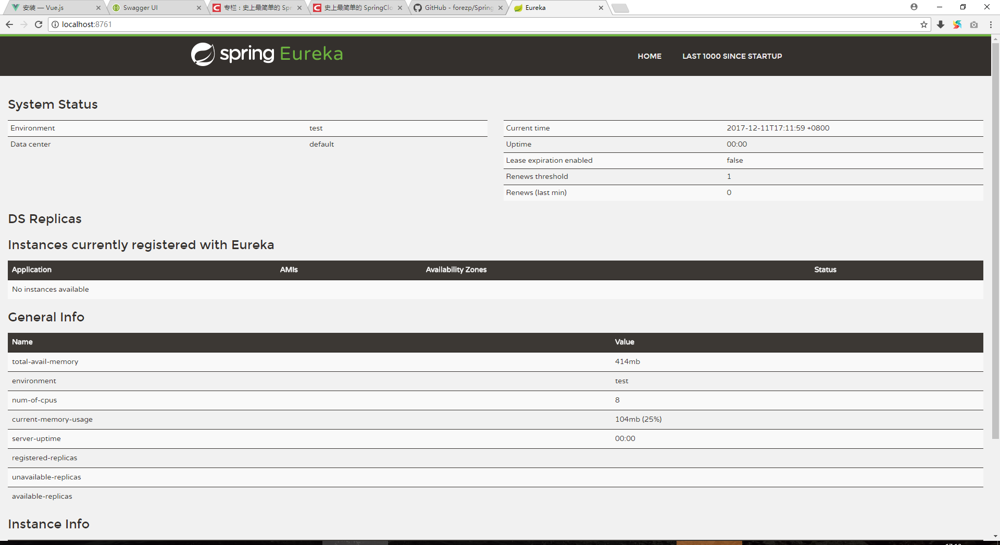 安装 — Vue.js
Swagger UI
专栏：史上最简单的 Spr
史上最简单的 SpringClo
GitHub - forezp/Spring
Eureka
localhost:8761
spring Eureka
HOME
LAST 1000 SINCE STARTUP
System Status
Environment test
Data center default
Current time 2017-12-11T17:11:59 +0800
Uptime 00:00
Lease expiration enabled false
Renews threshold 1
Renews (last min) 0
DS Replicas
Instances currently registered with Eureka
Application AMIs Availability Zones Status
No instances available
General Info
Name Value
total-avail-memory 414mb
environment test
num-of-cpus 8
current-memory-usage 104mb (25%)
server-uptime 00:00
registered-replicas
unavailable-replicas
available-replicas
Instance Info